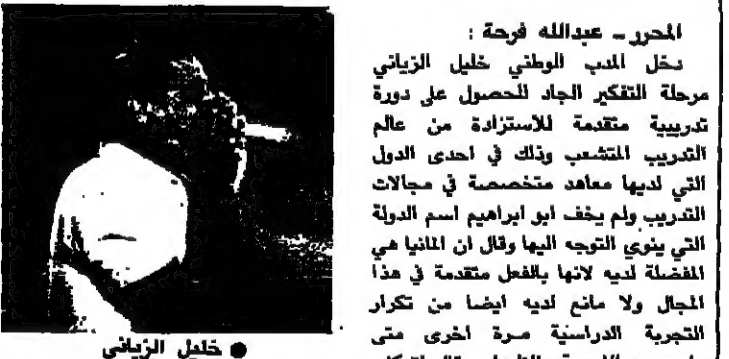 المحرر ـ عبدالله فرحة :
دخل المدب الوطني خليل الزياني
مرحلة التفكير الجاد للحصول على دورة
تدريبية متقدمة للأستزادة من عالم
التدريب المتشعب وذلك في احدى الدول
التي لديها معاهد متخصصة في مجالات
التدريب ولم يخف ابو ابراهيم اسم الدولة
التي ينوي التوجه اليها وقال ان المانيا هي
المفضلة لديه لانها بالفعل متقدمة في هذا
المجال ولا مانع لديه ايضا من تكرار
التجربة الدراسية مرة اخرى متى
● خليل الزياني